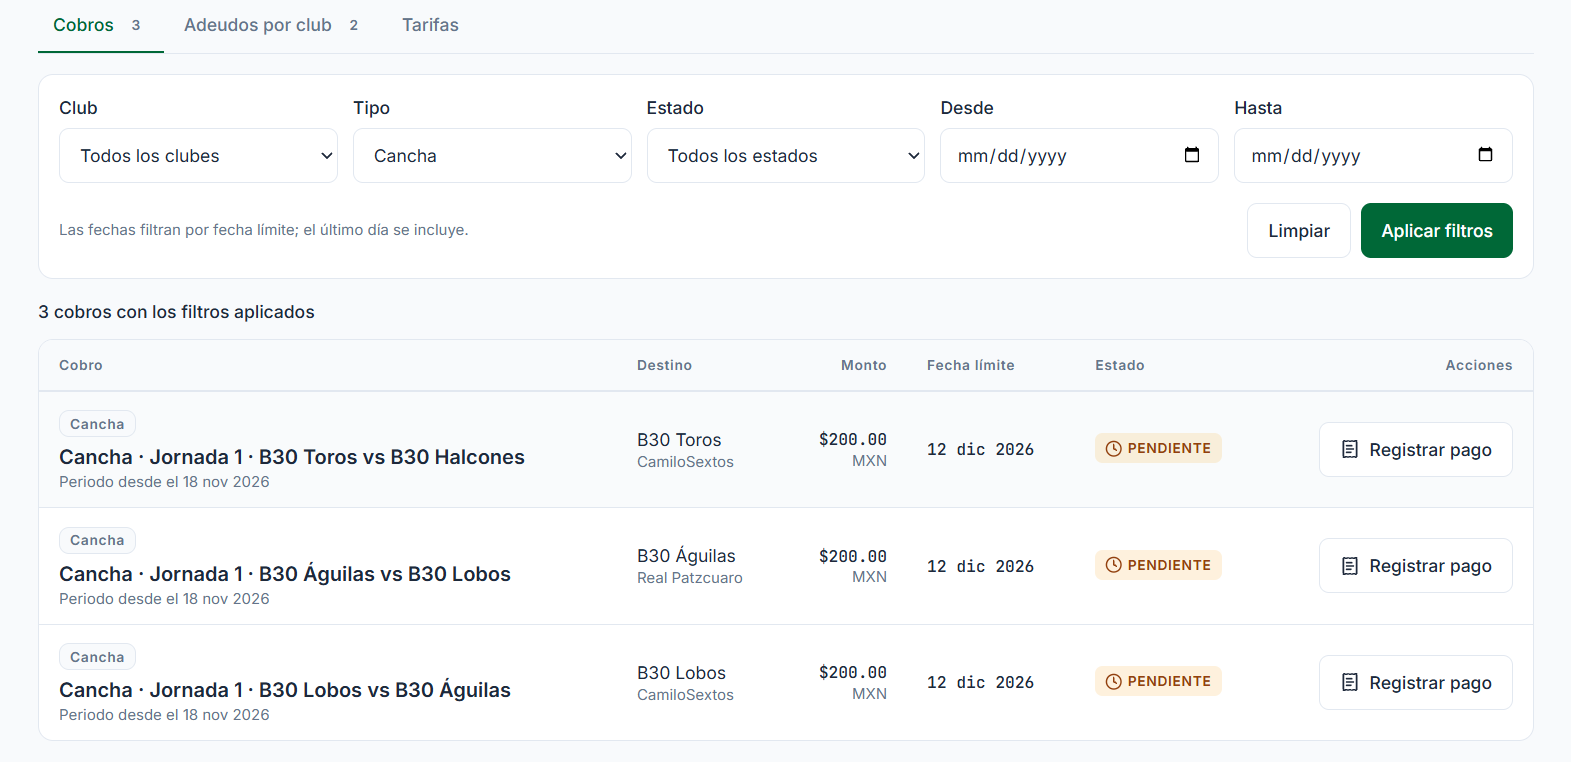 Cobros 3 Adeudos por club 2 Tarifas
Club Tipo Estado Desde Hasta
Todos los clubes Cancha Todos los estados mm/dd/yyyy mm/dd/yyyy
Las fechas filtran por fecha límite; el último día se incluye. Limpiar Aplicar filtros
3 cobros con los filtros aplicados
Cobro Destino Monto Fecha límite Estado Acciones
Cancha
Cancha · Jornada 1 · B30 Toros vs B30 Halcones
Periodo desde el 18 nov 2026
B30 Toros
CamiloSextos
$200.00
MXN
12 dic 2026
PENDIENTE
Registrar pago
Cancha
Cancha · Jornada 1 · B30 Águilas vs B30 Lobos
Periodo desde el 18 nov 2026
B30 Águilas
Real Patzcuaro
$200.00
MXN
12 dic 2026
PENDIENTE
Registrar pago
Cancha
Cancha · Jornada 1 · B30 Lobos vs B30 Águilas
Periodo desde el 18 nov 2026
B30 Lobos
CamiloSextos
$200.00
MXN
12 dic 2026
PENDIENTE
Registrar pago